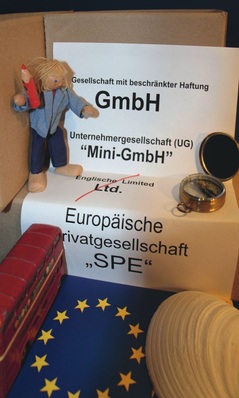 Gesellschaft mit beschränkter Haftung
GmbH
Unternehmergesellschaft (UG)
“Mini-GmbH”
Englische Limited
Ltd.
Europäische
rivatgesellschaft
„SPE“